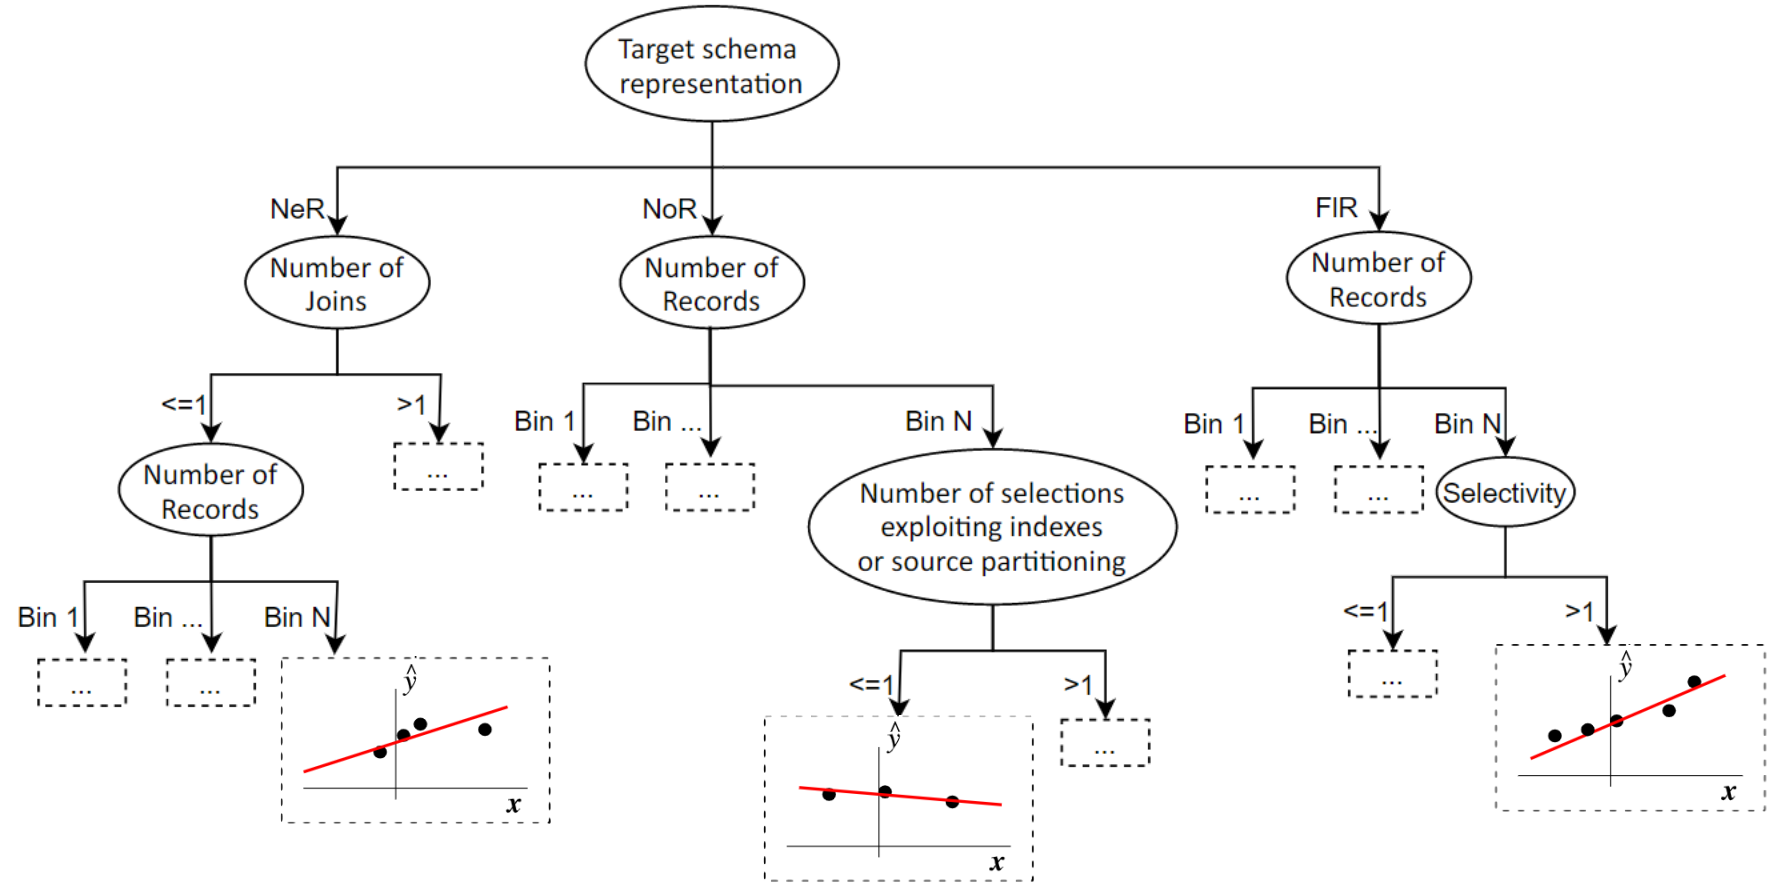 Target schema
representation
NeR
NoR
FIR
Number of
Joins
Number of
Records
Number of
Records
<=1
>1
Bin 1
Bin ...
Bin N
Bin 1
Bin ...
Bin N
Number of
Records
...
...
...
Number of selections
exploiting indexes
or source partitioning
...
...
Selectivity
Bin 1
Bin ...
Bin N
<=1
>1
<=1
>1
...
...
ŷ
x
ŷ
x
...
...
ŷ
x